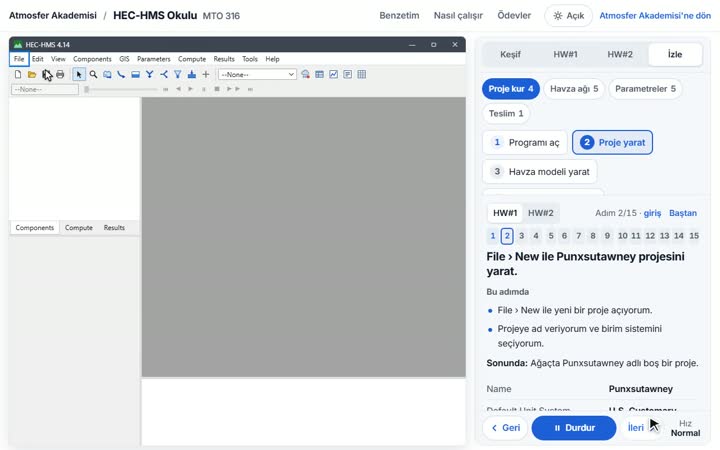 Atmosfer Akademisi / HEC-HMS Okulu MTO 316
Benzetim Nasıl çalışır Ödevler Açık Atmosfer Akademisi'ne dön
HEC-HMS 4.14
File Edit View Components GIS Parameters Compute Results Tools Help
--None--
--None--
Components Compute Results
Keşif HW#1 HW#2 İzle
Proje kur 4 Havza ağı 5 Parametreler 5
Teslim 1
1 Programı aç 2 Proje yarat
3 Havza modeli yarat
HW#1 HW#2 Adım 2/15 · giriş Baştan
1 2 3 4 5 6 7 8 9 10 11 12 13 14 15
File › New ile Punxsutawney projesini
yarat.
Bu adımda
• File › New ile yeni bir proje açıyorum.
• Projeye ad veriyorum ve birim sistemini
seçiyorum.
Sonunda: Ağaçta Punxsutawney adlı boş bir proje.
Name Punxsutawney
Default Unit System U.S. Customary
Geri Durdur İleri Hız
Normal